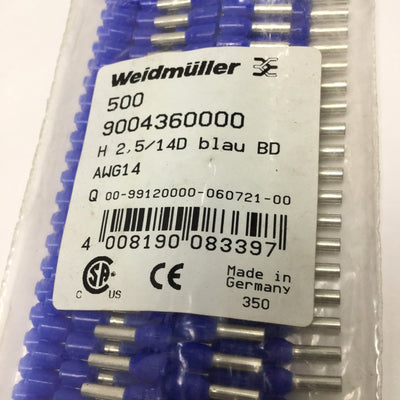 Weidmüller
500
9004360000
H 2,5/14D blau BD
AWG14
Q 00-99120000-060721-00
4 008190 083397
C US
Made in
Germany
350